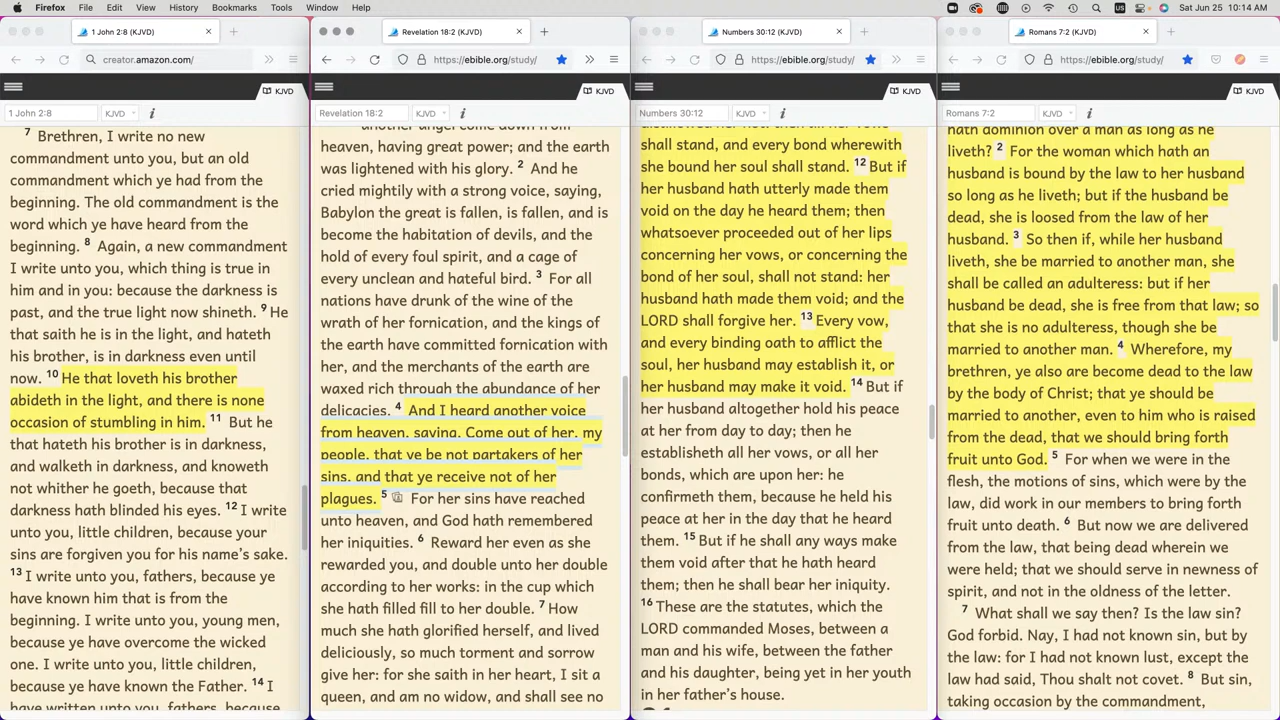 Firefox File Edit View History Bookmarks Tools Window Help Sat Jun 25 10:14 AM
1 John 2:8 (KJVD)
creator.amazon.com/
KJVD
1 John 2:8 KJVD i
7 Brethren, I write no new
commandment unto you, but an old
commandment which ye had from the
beginning. The old commandment is the
word which ye have heard from the
beginning. 8 Again, a new commandment
I write unto you, which thing is true in
him and in you: because the darkness is
past, and the true light now shineth. 9 He
that saith he is in the light, and hateth
his brother, is in darkness even until
now. 10 He that loveth his brother
abideth in the light, and there is none
occasion of stumbling in him. 11 But he
that hateth his brother is in darkness,
and walketh in darkness, and knoweth
not whither he goeth, because that
darkness hath blinded his eyes. 12 I write
unto you, little children, because your
sins are forgiven you for his name's sake.
13 I write unto you, fathers, because ye
have known him that is from the
beginning. I write unto you, young men,
because ye have overcome the wicked
one. I write unto you, little children,
because ye have known the Father. 14 I
have written unto you, fathers, because
Revelation 18:2 (KJVD)
https://ebible.org/study/
KJVD
Revelation 18:2 KJVD i
another angel come down from
heaven, having great power; and the earth
was lightened with his glory. 2 And he
cried mightily with a strong voice, saying,
Babylon the great is fallen, is fallen, and is
become the habitation of devils, and the
hold of every foul spirit, and a cage of
every unclean and hateful bird. 3 For all
nations have drunk of the wine of the
wrath of her fornication, and the kings of
the earth have committed fornication with
her, and the merchants of the earth are
waxed rich through the abundance of her
delicacies. 4 And I heard another voice
from heaven, saying, Come out of her, my
people, that ye be not partakers of her
sins, and that ye receive not of her
plagues. 5 For her sins have reached
unto heaven, and God hath remembered
her iniquities. 6 Reward her even as she
rewarded you, and double unto her double
according to her works: in the cup which
she hath filled fill to her double. 7 How
much she hath glorified herself, and lived
deliciously, so much torment and sorrow
give her: for she saith in her heart, I sit a
queen, and am no widow, and shall see no
Numbers 30:12 (KJVD)
https://ebible.org/study/
KJVD
Numbers 30:12 KJVD i
disallowed her not: then all her vows
shall stand, and every bond wherewith
she bound her soul shall stand. 12 But if
her husband hath utterly made them
void on the day he heard them; then
whatsoever proceeded out of her lips
concerning her vows, or concerning the
bond of her soul, shall not stand: her
husband hath made them void; and the
LORD shall forgive her. 13 Every vow,
and every binding oath to afflict the
soul, her husband may establish it, or
her husband may make it void. 14 But if
her husband altogether hold his peace
at her from day to day; then he
establisheth all her vows, or all her
bonds, which are upon her: he
confirmeth them, because he held his
peace at her in the day that he heard
them. 15 But if he shall any ways make
them void after that he hath heard
them; then he shall bear her iniquity.
16 These are the statutes, which the
LORD commanded Moses, between a
man and his wife, between the father
and his daughter, being yet in her youth
in her father's house.
Romans 7:2 (KJVD)
https://ebible.org/study/
KJVD
Romans 7:2 KJVD i
hath dominion over a man as long as he
liveth? 2 For the woman which hath an
husband is bound by the law to her husband
so long as he liveth; but if the husband be
dead, she is loosed from the law of her
husband. 3 So then if, while her husband
liveth, she be married to another man, she
shall be called an adulteress: but if her
husband be dead, she is free from that law; so
that she is no adulteress, though she be
married to another man. 4 Wherefore, my
brethren, ye also are become dead to the law
by the body of Christ; that ye should be
married to another, even to him who is raised
from the dead, that we should bring forth
fruit unto God. 5 For when we were in the
flesh, the motions of sins, which were by the
law, did work in our members to bring forth
fruit unto death. 6 But now we are delivered
from the law, that being dead wherein we
were held; that we should serve in newness of
spirit, and not in the oldness of the letter.
7 What shall we say then? Is the law sin?
God forbid. Nay, I had not known sin, but by
the law: for I had not known lust, except the
law had said, Thou shalt not covet. 8 But sin,
taking occasion by the commandment,